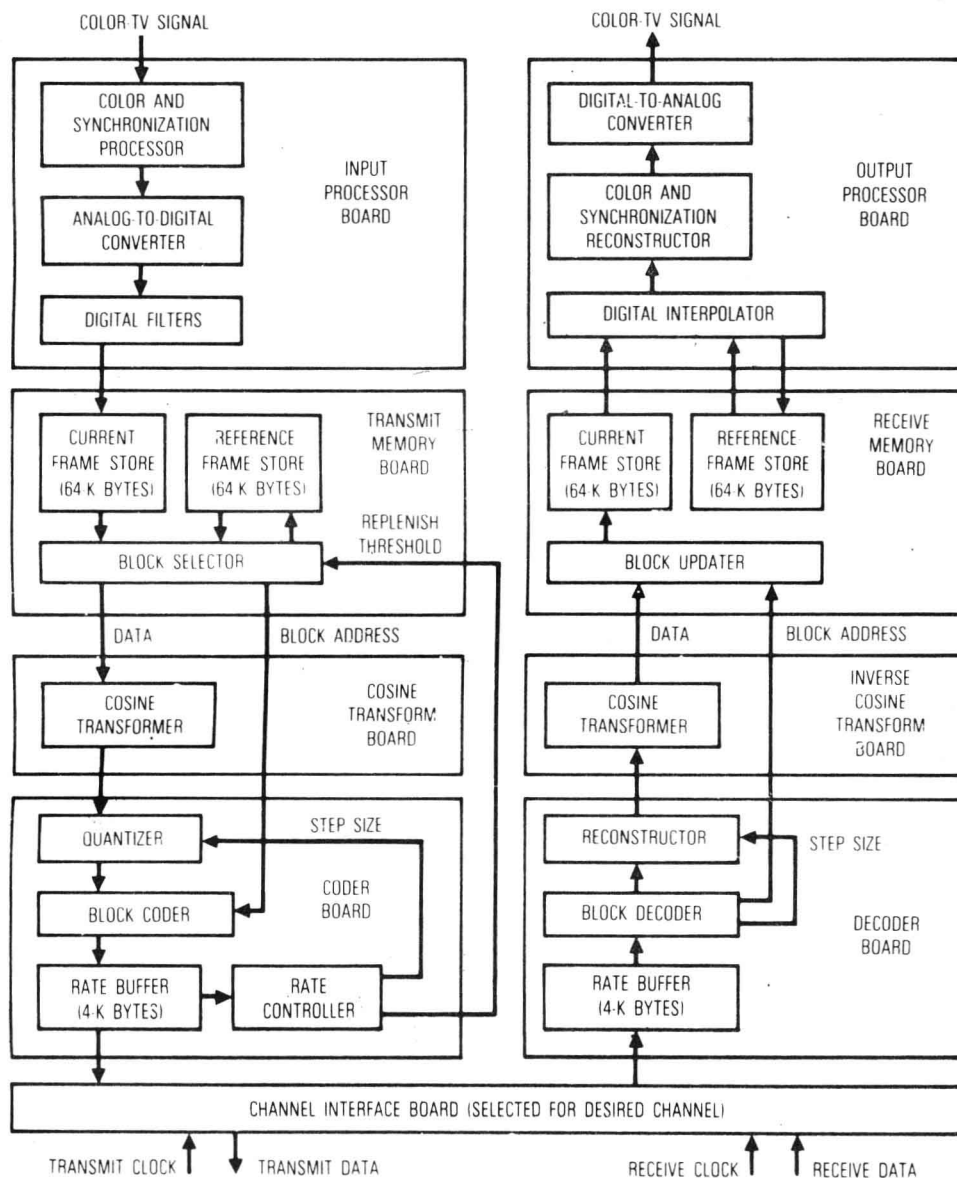 COLOR-TV SIGNAL
COLOR AND
SYNCHRONIZATION
PROCESSOR
ANALOG-TO-DIGITAL
CONVERTER
DIGITAL FILTERS
INPUT
PROCESSOR
BOARD
CURRENT
FRAME STORE
(64-K BYTES)
REFERENCE
FRAME STORE
(64-K BYTES)
TRANSMIT
MEMORY
BOARD
REPLENISH
THRESHOLD
BLOCK SELECTOR
DATA
BLOCK ADDRESS
COSINE
TRANSFORMER
COSINE
TRANSFORM
BOARD
QUANTIZER
STEP SIZE
BLOCK CODER
CODER
BOARD
RATE BUFFER
(4-K BYTES)
RATE
CONTROLLER
COLOR-TV SIGNAL
DIGITAL-TO-ANALOG
CONVERTER
COLOR AND
SYNCHRONIZATION
RECONSTRUCTOR
DIGITAL INTERPOLATOR
OUTPUT
PROCESSOR
BOARD
CURRENT
FRAME STORE
(64-K BYTES)
REFERENCE
FRAME STORE
(64-K BYTES)
RECEIVE
MEMORY
BOARD
BLOCK UPDATER
DATA
BLOCK ADDRESS
COSINE
TRANSFORMER
INVERSE
COSINE
TRANSFORM
BOARD
RECONSTRUCTOR
STEP SIZE
BLOCK DECODER
DECODER
BOARD
RATE BUFFER
(4-K BYTES)
CHANNEL INTERFACE BOARD (SELECTED FOR DESIRED CHANNEL)
TRANSMIT CLOCK
TRANSMIT DATA
RECEIVE CLOCK
RECEIVE DATA